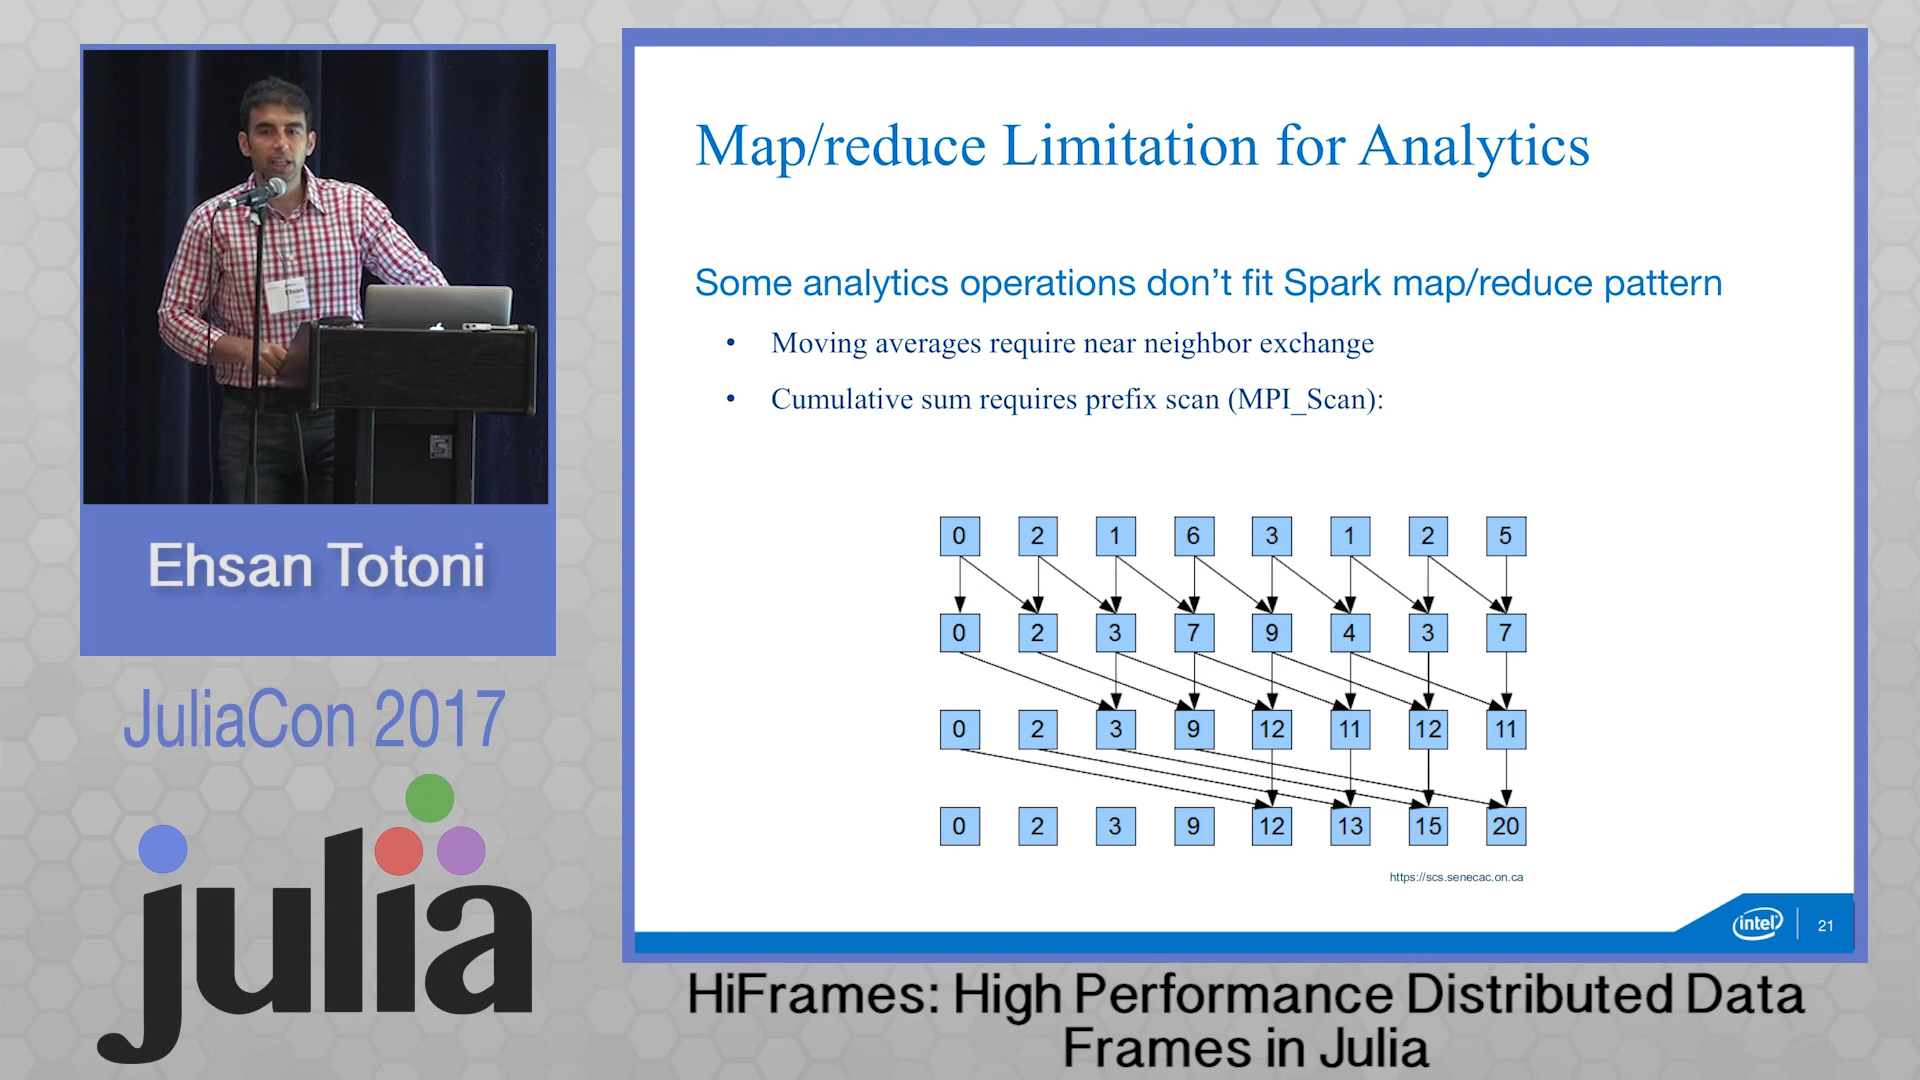 Ehsan
Ehsan Totoni
JuliaCon 2017
julia
Map/reduce Limitation for Analytics
Some analytics operations don’t fit Spark map/reduce pattern
• Moving averages require near neighbor exchange
• Cumulative sum requires prefix scan (MPI_Scan):
0 2 1 6 3 1 2 5
0 2 3 7 9 4 3 7
0 2 3 9 12 11 12 11
0 2 3 9 12 13 15 20
https://scs.senecac.on.ca
intel 21
HiFrames: High Performance Distributed Data
Frames in Julia